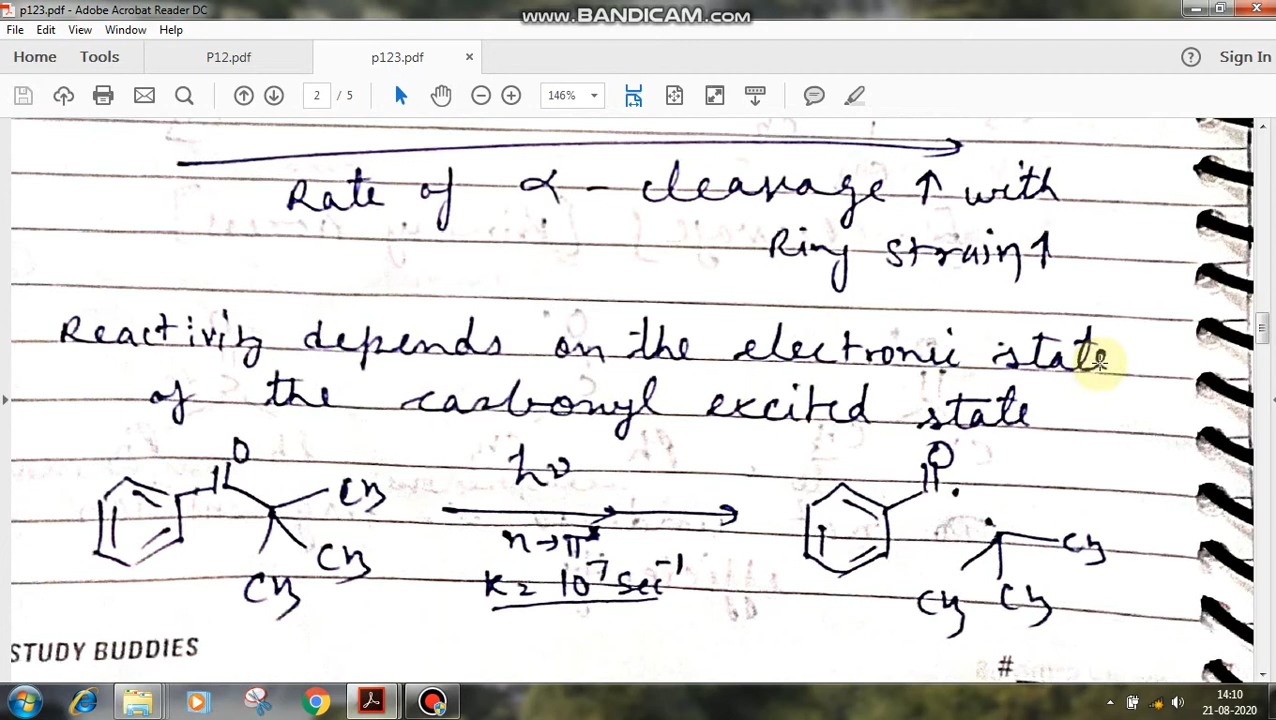 p123.pdf - Adobe Acrobat Reader DC
www.BANDICAM.com
File Edit View Window Help
Home Tools P12.pdf p123.pdf × ? Sign In
2 / 5 146%
Rate of α - cleavage ↑ with
Ring strain ↑
Reactivity depends on the electronic state
of the carbonyl excited state
O hν O
CH3 n→π* CH3
CH3 K = 10^7 sec^-1
CH3 CH3 CH3
STUDY BUDDIES #
14:10
21-08-2020